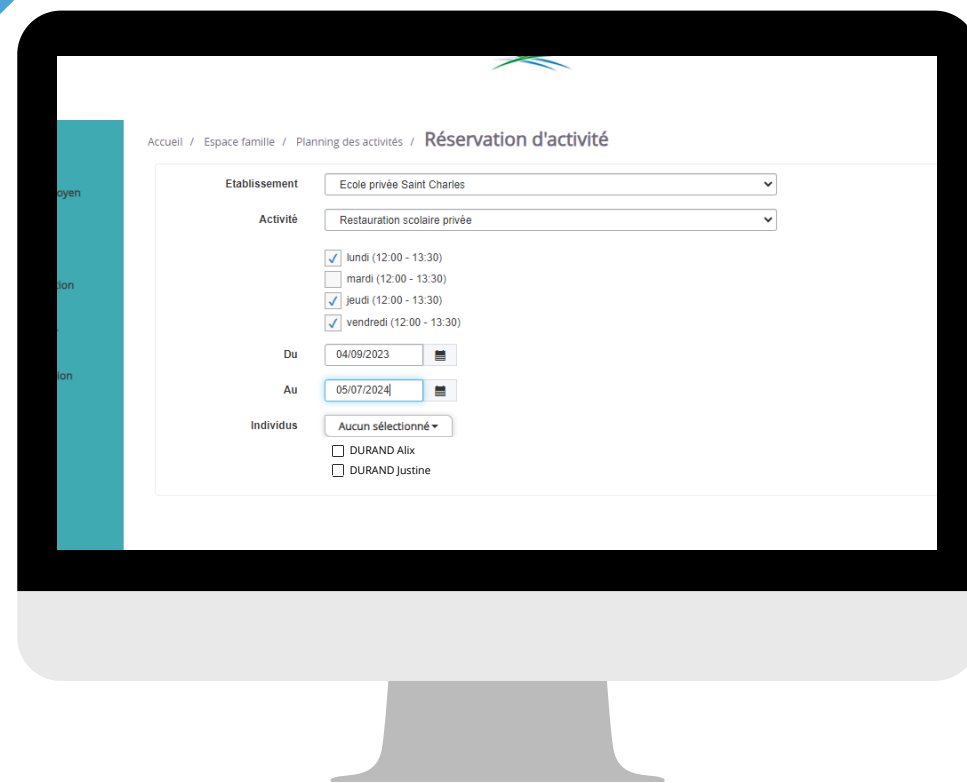 Accueil / Espace famille / Planning des activités / Réservation d'activité
Etablissement Ecole privée Saint Charles
oyen
Activité Restauration scolaire privée
lundi (12:00 - 13:30)
mardi (12:00 - 13:30)
ion
jeudi (12:00 - 13:30)
vendredi (12:00 - 13:30)
Du 04/09/2023
ion
Au 05/07/2024
Individus Aucun sélectionné
DURAND Alix
DURAND Justine